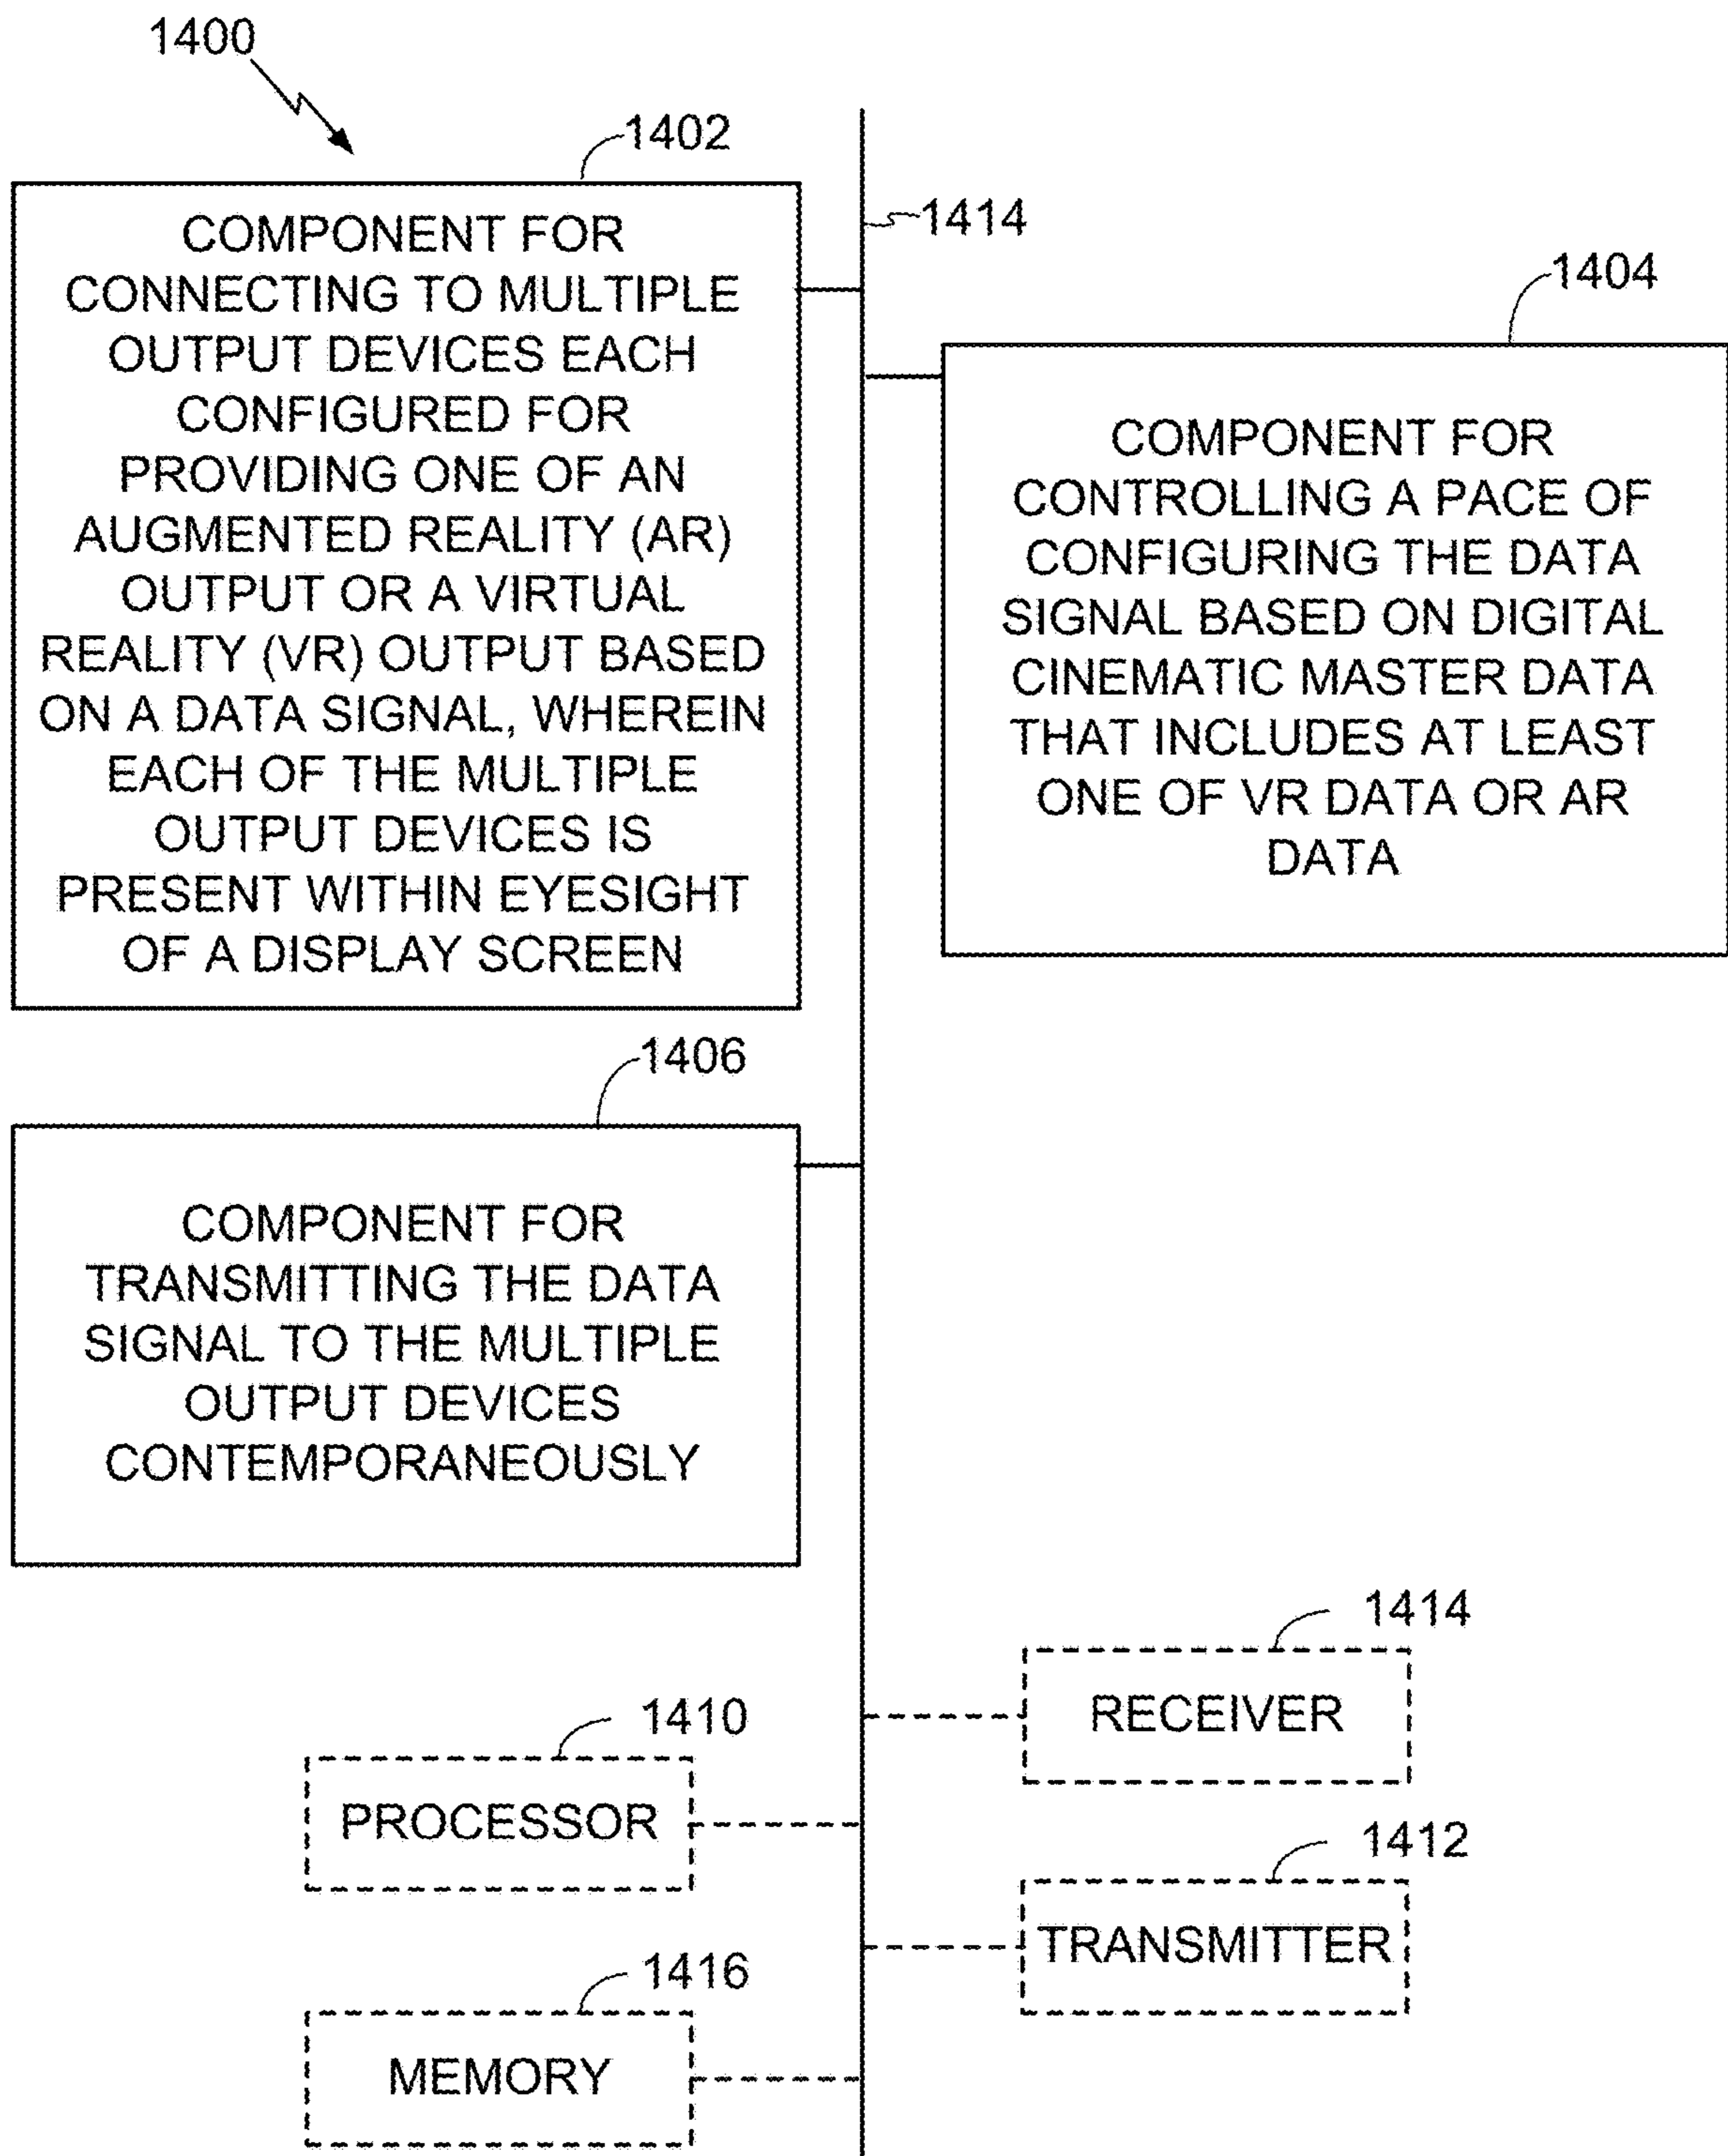 1400
1402
COMPONENT FOR
CONNECTING TO MULTIPLE
OUTPUT DEVICES EACH
CONFIGURED FOR
PROVIDING ONE OF AN
AUGMENTED REALITY (AR)
OUTPUT OR A VIRTUAL
REALITY (VR) OUTPUT BASED
ON A DATA SIGNAL, WHEREIN
EACH OF THE MULTIPLE
OUTPUT DEVICES IS
PRESENT WITHIN EYESIGHT
OF A DISPLAY SCREEN
1414
1404
COMPONENT FOR
CONTROLLING A PACE OF
CONFIGURING THE DATA
SIGNAL BASED ON DIGITAL
CINEMATIC MASTER DATA
THAT INCLUDES AT LEAST
ONE OF VR DATA OR AR
DATA
1406
COMPONENT FOR
TRANSMITTING THE DATA
SIGNAL TO THE MULTIPLE
OUTPUT DEVICES
CONTEMPORANEOUSLY
1414
RECEIVER
1410
PROCESSOR
1412
TRANSMITTER
1416
MEMORY